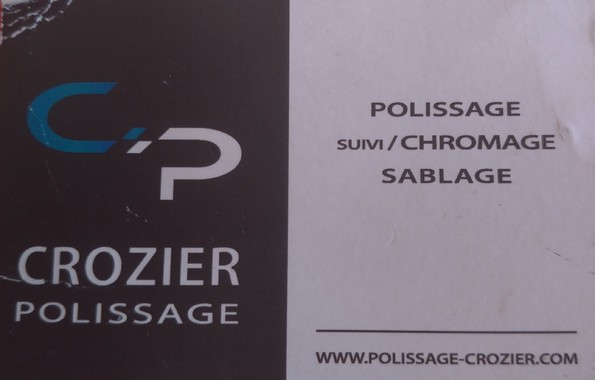 CP
CROZIER
POLISSAGE
POLISSAGE
SUIVI / CHROMAGE
SABLAGE
WWW.POLISSAGE-CROZIER.COM